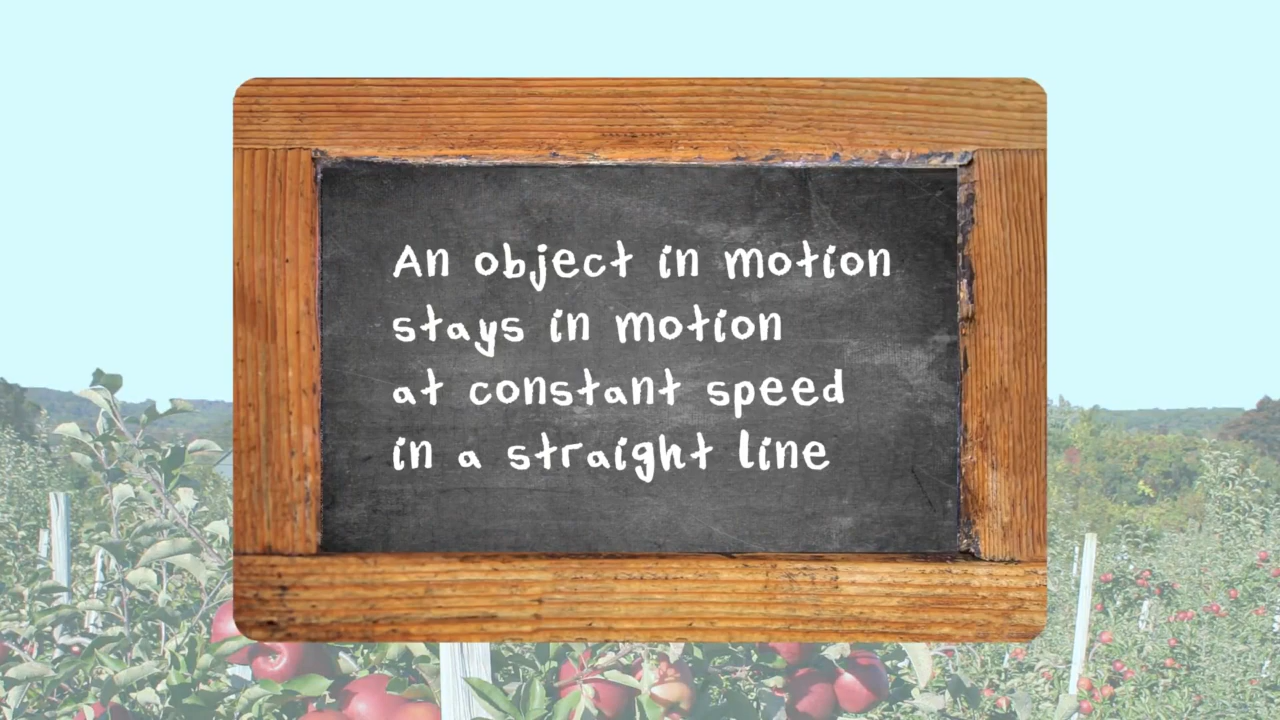 An object in motion
stays in motion
at constant speed
in a straight line